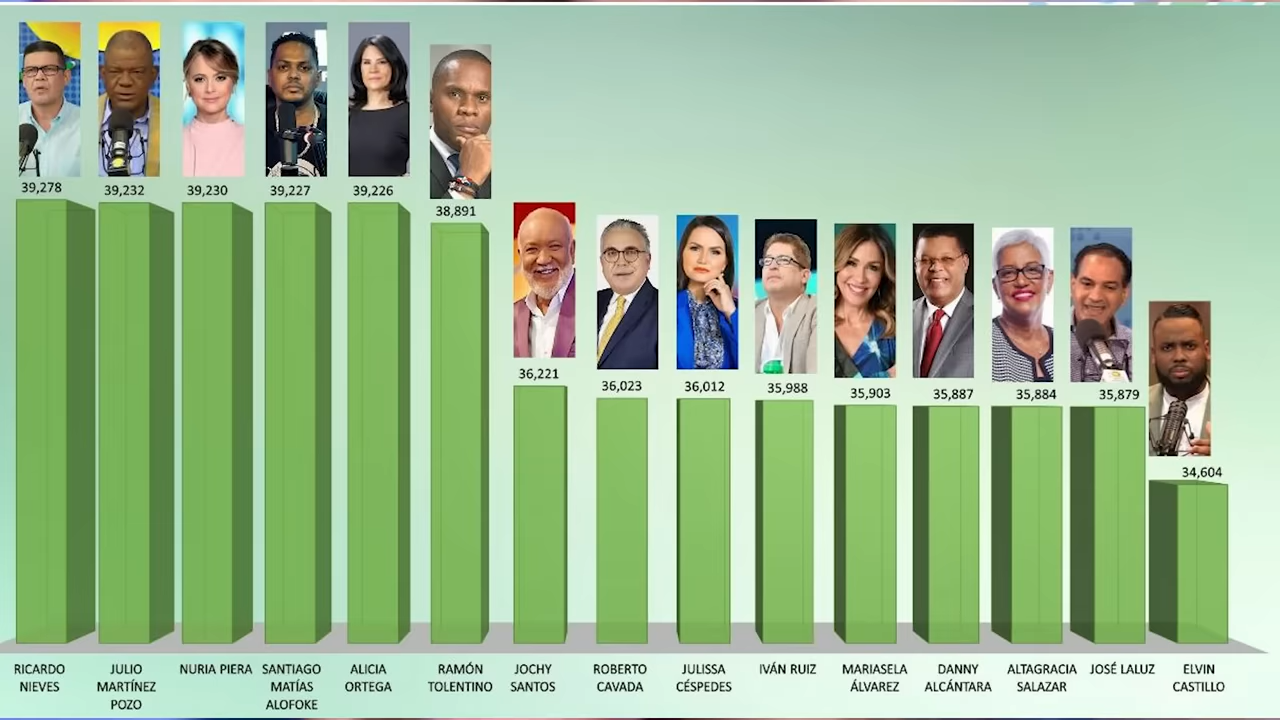 39,278
39,232
39,230
39,227
39,226
38,891
36,221
36,023
36,012
35,988
35,903
35,887
35,884
35,879
34,604
RICARDO
NIEVES
JULIO
MARTÍNEZ
POZO
NURIA PIERA
SANTIAGO
MATÍAS
ALOFOKE
ALICIA
ORTEGA
RAMÓN
TOLENTINO
JOCHY
SANTOS
ROBERTO
CAVADA
JULISSA
CÉSPEDES
IVÁN RUIZ
MARIASELA
ÁLVAREZ
DANNY
ALCÁNTARA
ALTAGRACIA
SALAZAR
JOSÉ LALUZ
ELVIN
CASTILLO